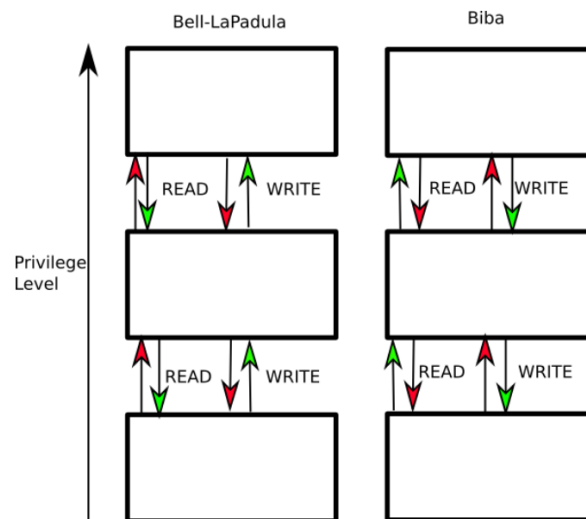 Bell-LaPadula
Biba
READ
WRITE
READ
WRITE
Privilege
Level
READ
WRITE
READ
WRITE